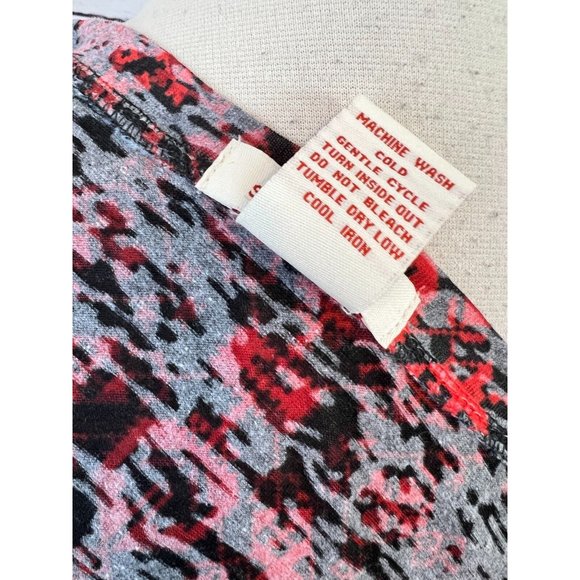 MACHINE WASH
COLD
GENTLE CYCLE
TURN INSIDE OUT
DO NOT BLEACH
TUMBLE DRY LOW
COOL IRON
S